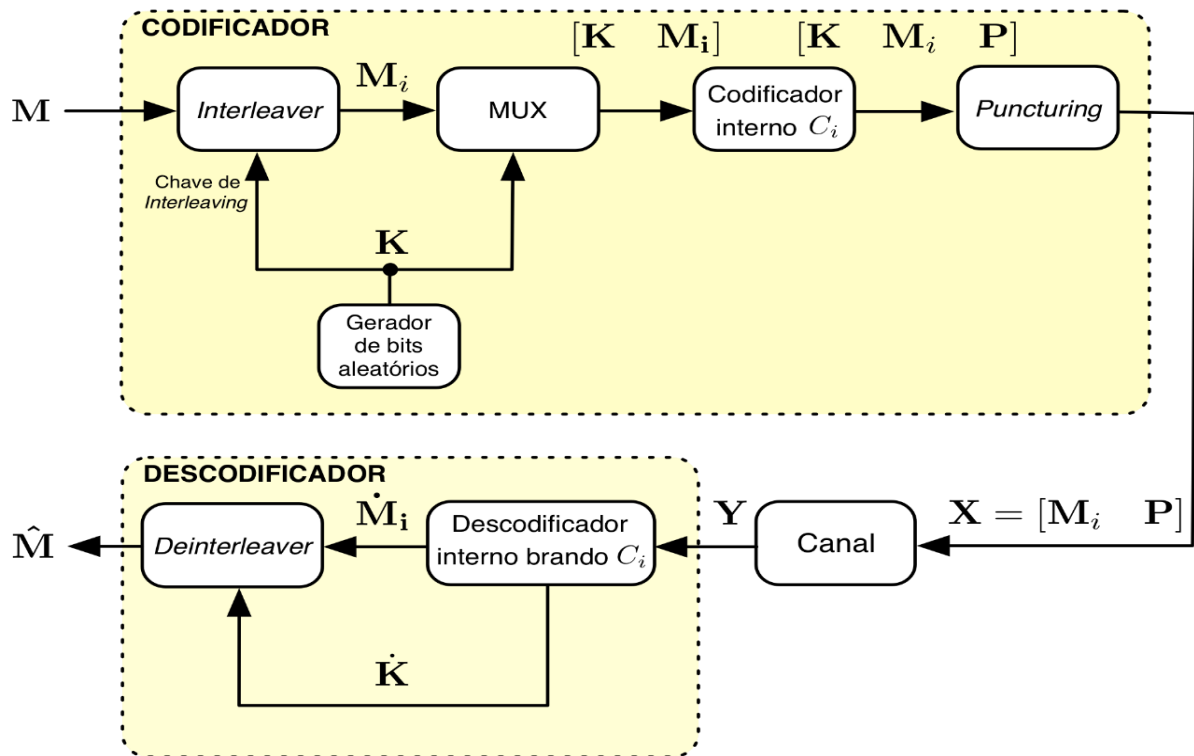 CODIFICADOR
[K M_i] [K M_i P]
M
Interleaver
M_i
MUX
Codificador
interno C_i
Puncturing
Chave de
Interleaving
K
Gerador
de bits
aleatórios
DESCODIFICADOR
M̂
Deinterleaver
Ṁ_i
Descodificador
interno brando C_i
Y
Canal
X = [M_i P]
K̇